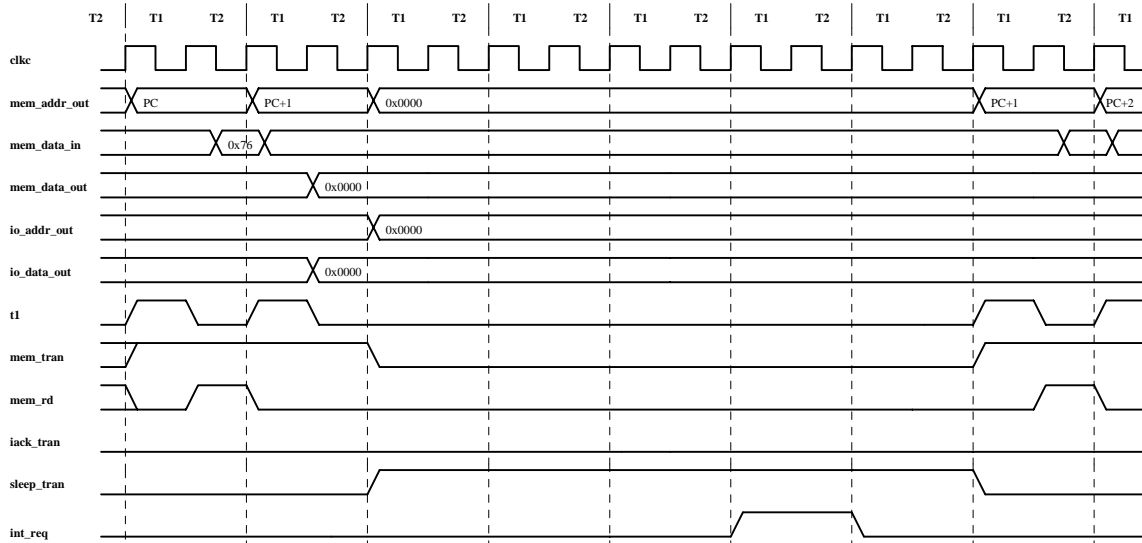 T2 T1 T2 T1 T2 T1 T2 T1 T2 T1 T2 T1 T2 T1 T2 T1 T2 T1
clkc
mem_addr_out PC PC+1 0x0000 PC+1 PC+2
mem_data_in 0x76
mem_data_out 0x0000
io_addr_out 0x0000
io_data_out 0x0000
t1
mem_tran
mem_rd
iack_tran
sleep_tran
int_req